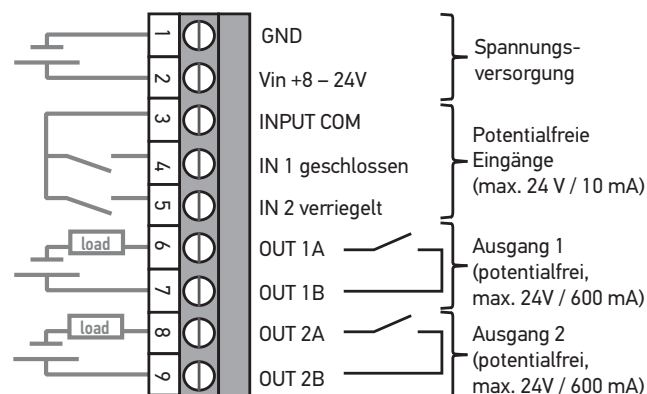 1 GND
2 Vin +8 – 24V
Spannungs-
versorgung
3 INPUT COM
4 IN 1 geschlossen
5 IN 2 verriegelt
Potentialfreie
Eingänge
(max. 24 V / 10 mA)
load
6 OUT 1A
7 OUT 1B
Ausgang 1
(potentialfrei,
max. 24V / 600 mA)
load
8 OUT 2A
9 OUT 2B
Ausgang 2
(potentialfrei,
max. 24V / 600 mA)